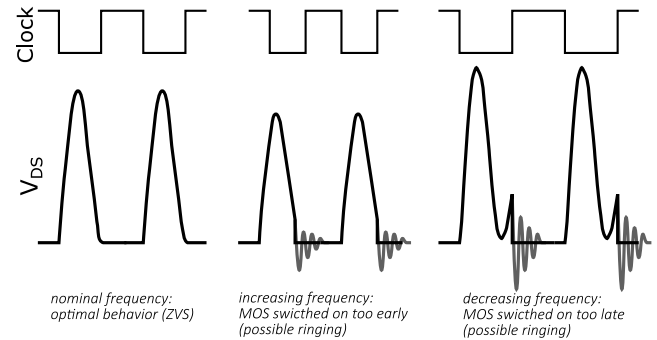 Clock
VDS
nominal frequency:
optimal behavior (ZVS)
increasing frequency:
MOS swicthed on too early
(possible ringing)
decreasing frequency:
MOS swicthed on too late
(possible ringing)